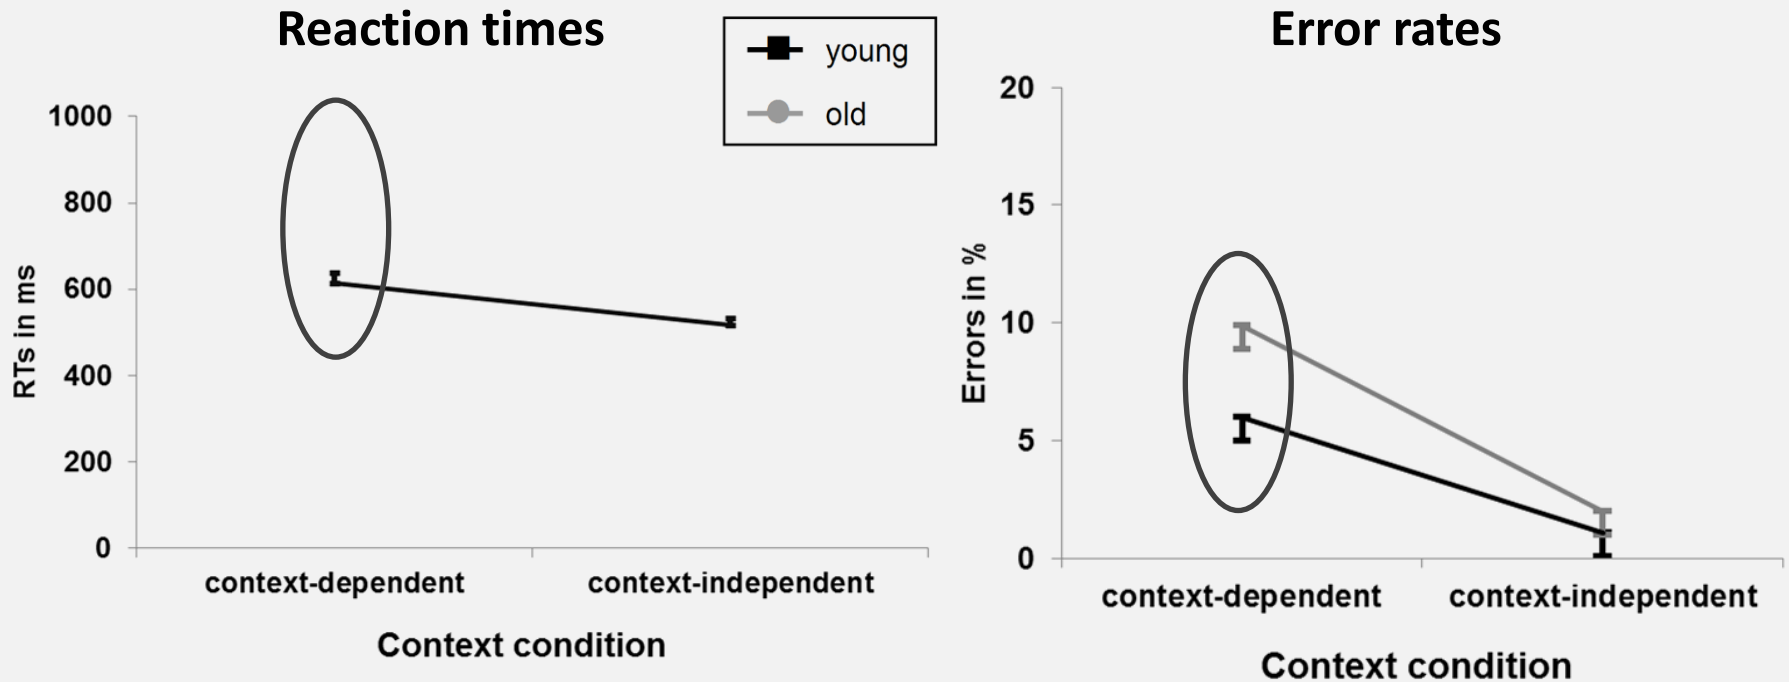 Reaction times
young
old
1000
800
600
400
200
0
RTs in ms
context-dependent context-independent
Context condition
Error rates
20
15
10
5
0
Errors in %
context-dependent context-independent
Context condition